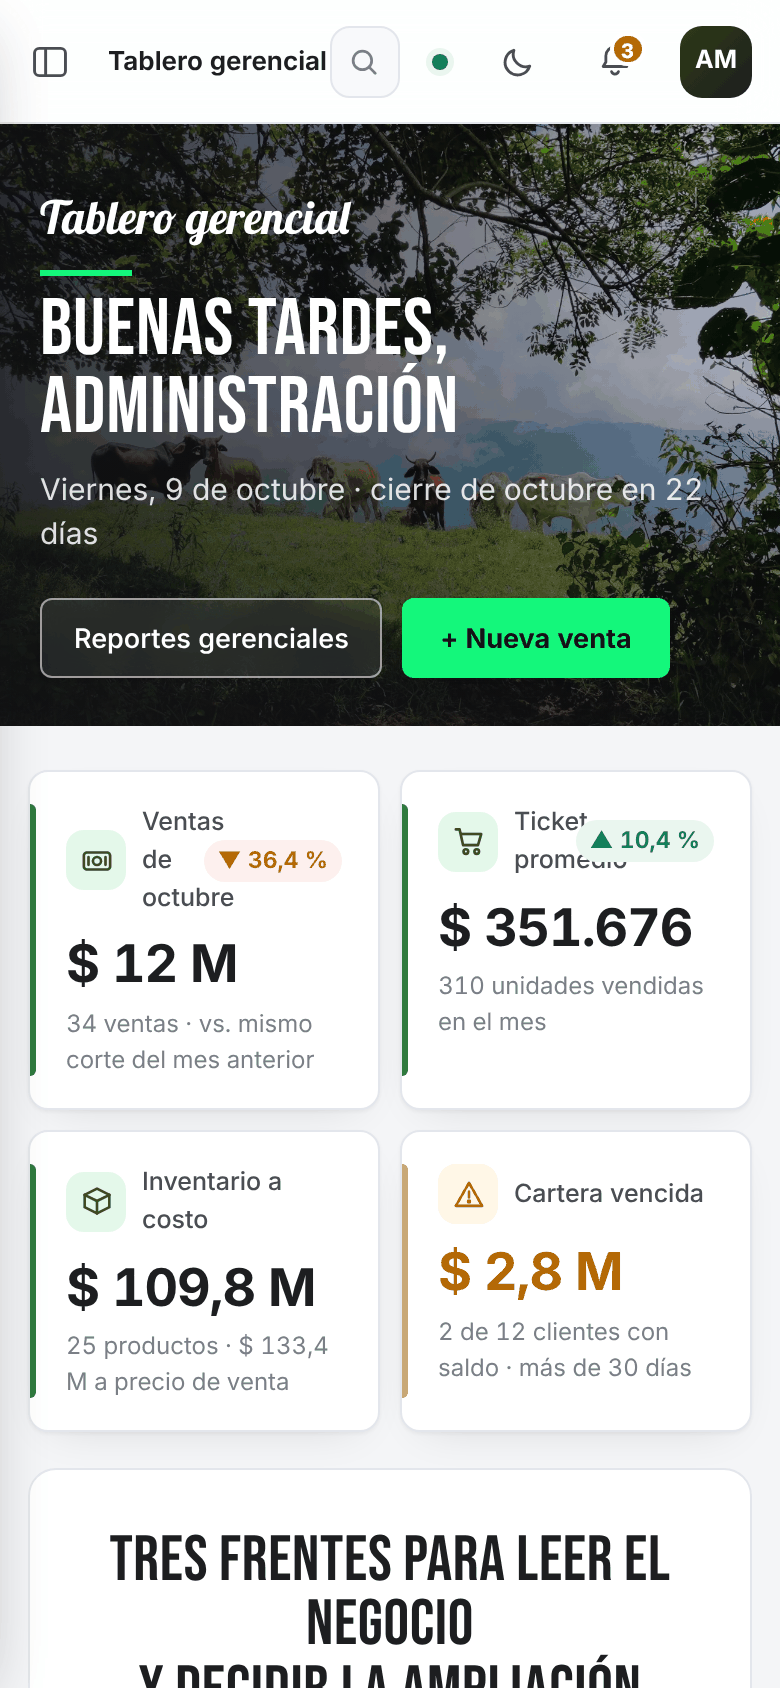 Tablero gerencial
3
AM
Tablero gerencial
BUENAS TARDES,
ADMINISTRACIÓN
Viernes, 9 de octubre · cierre de octubre en 22
días
Reportes gerenciales
+ Nueva venta
Ventas
de
octubre
▼ 36,4 %
$ 12 M
34 ventas · vs. mismo
corte del mes anterior
Ticket
promedio
▲ 10,4 %
$ 351.676
310 unidades vendidas
en el mes
Inventario a
costo
$ 109,8 M
25 productos · $ 133,4
M a precio de venta
Cartera vencida
$ 2,8 M
2 de 12 clientes con
saldo · más de 30 días
TRES FRENTES PARA LEER EL
NEGOCIO
Y DECIDIR LA AMPLIACIÓN